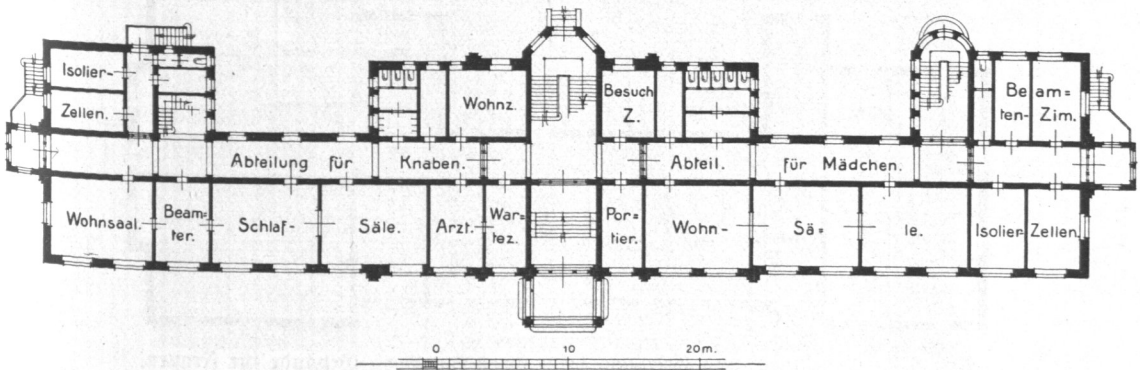 Isolier-
Zellen.
Wohnz.
Besuch
Z.
Be am=
ten- Zim.
Abteilung für Knaben.
Abteil. für Mädchen.
Wohnsaal.
Beam=
ter.
Schlaf- Säle.
Arzt.
War=
tez.
Por=
tier.
Wohn- Sä= le.
Isolier- Zellen.
0 10 20m.